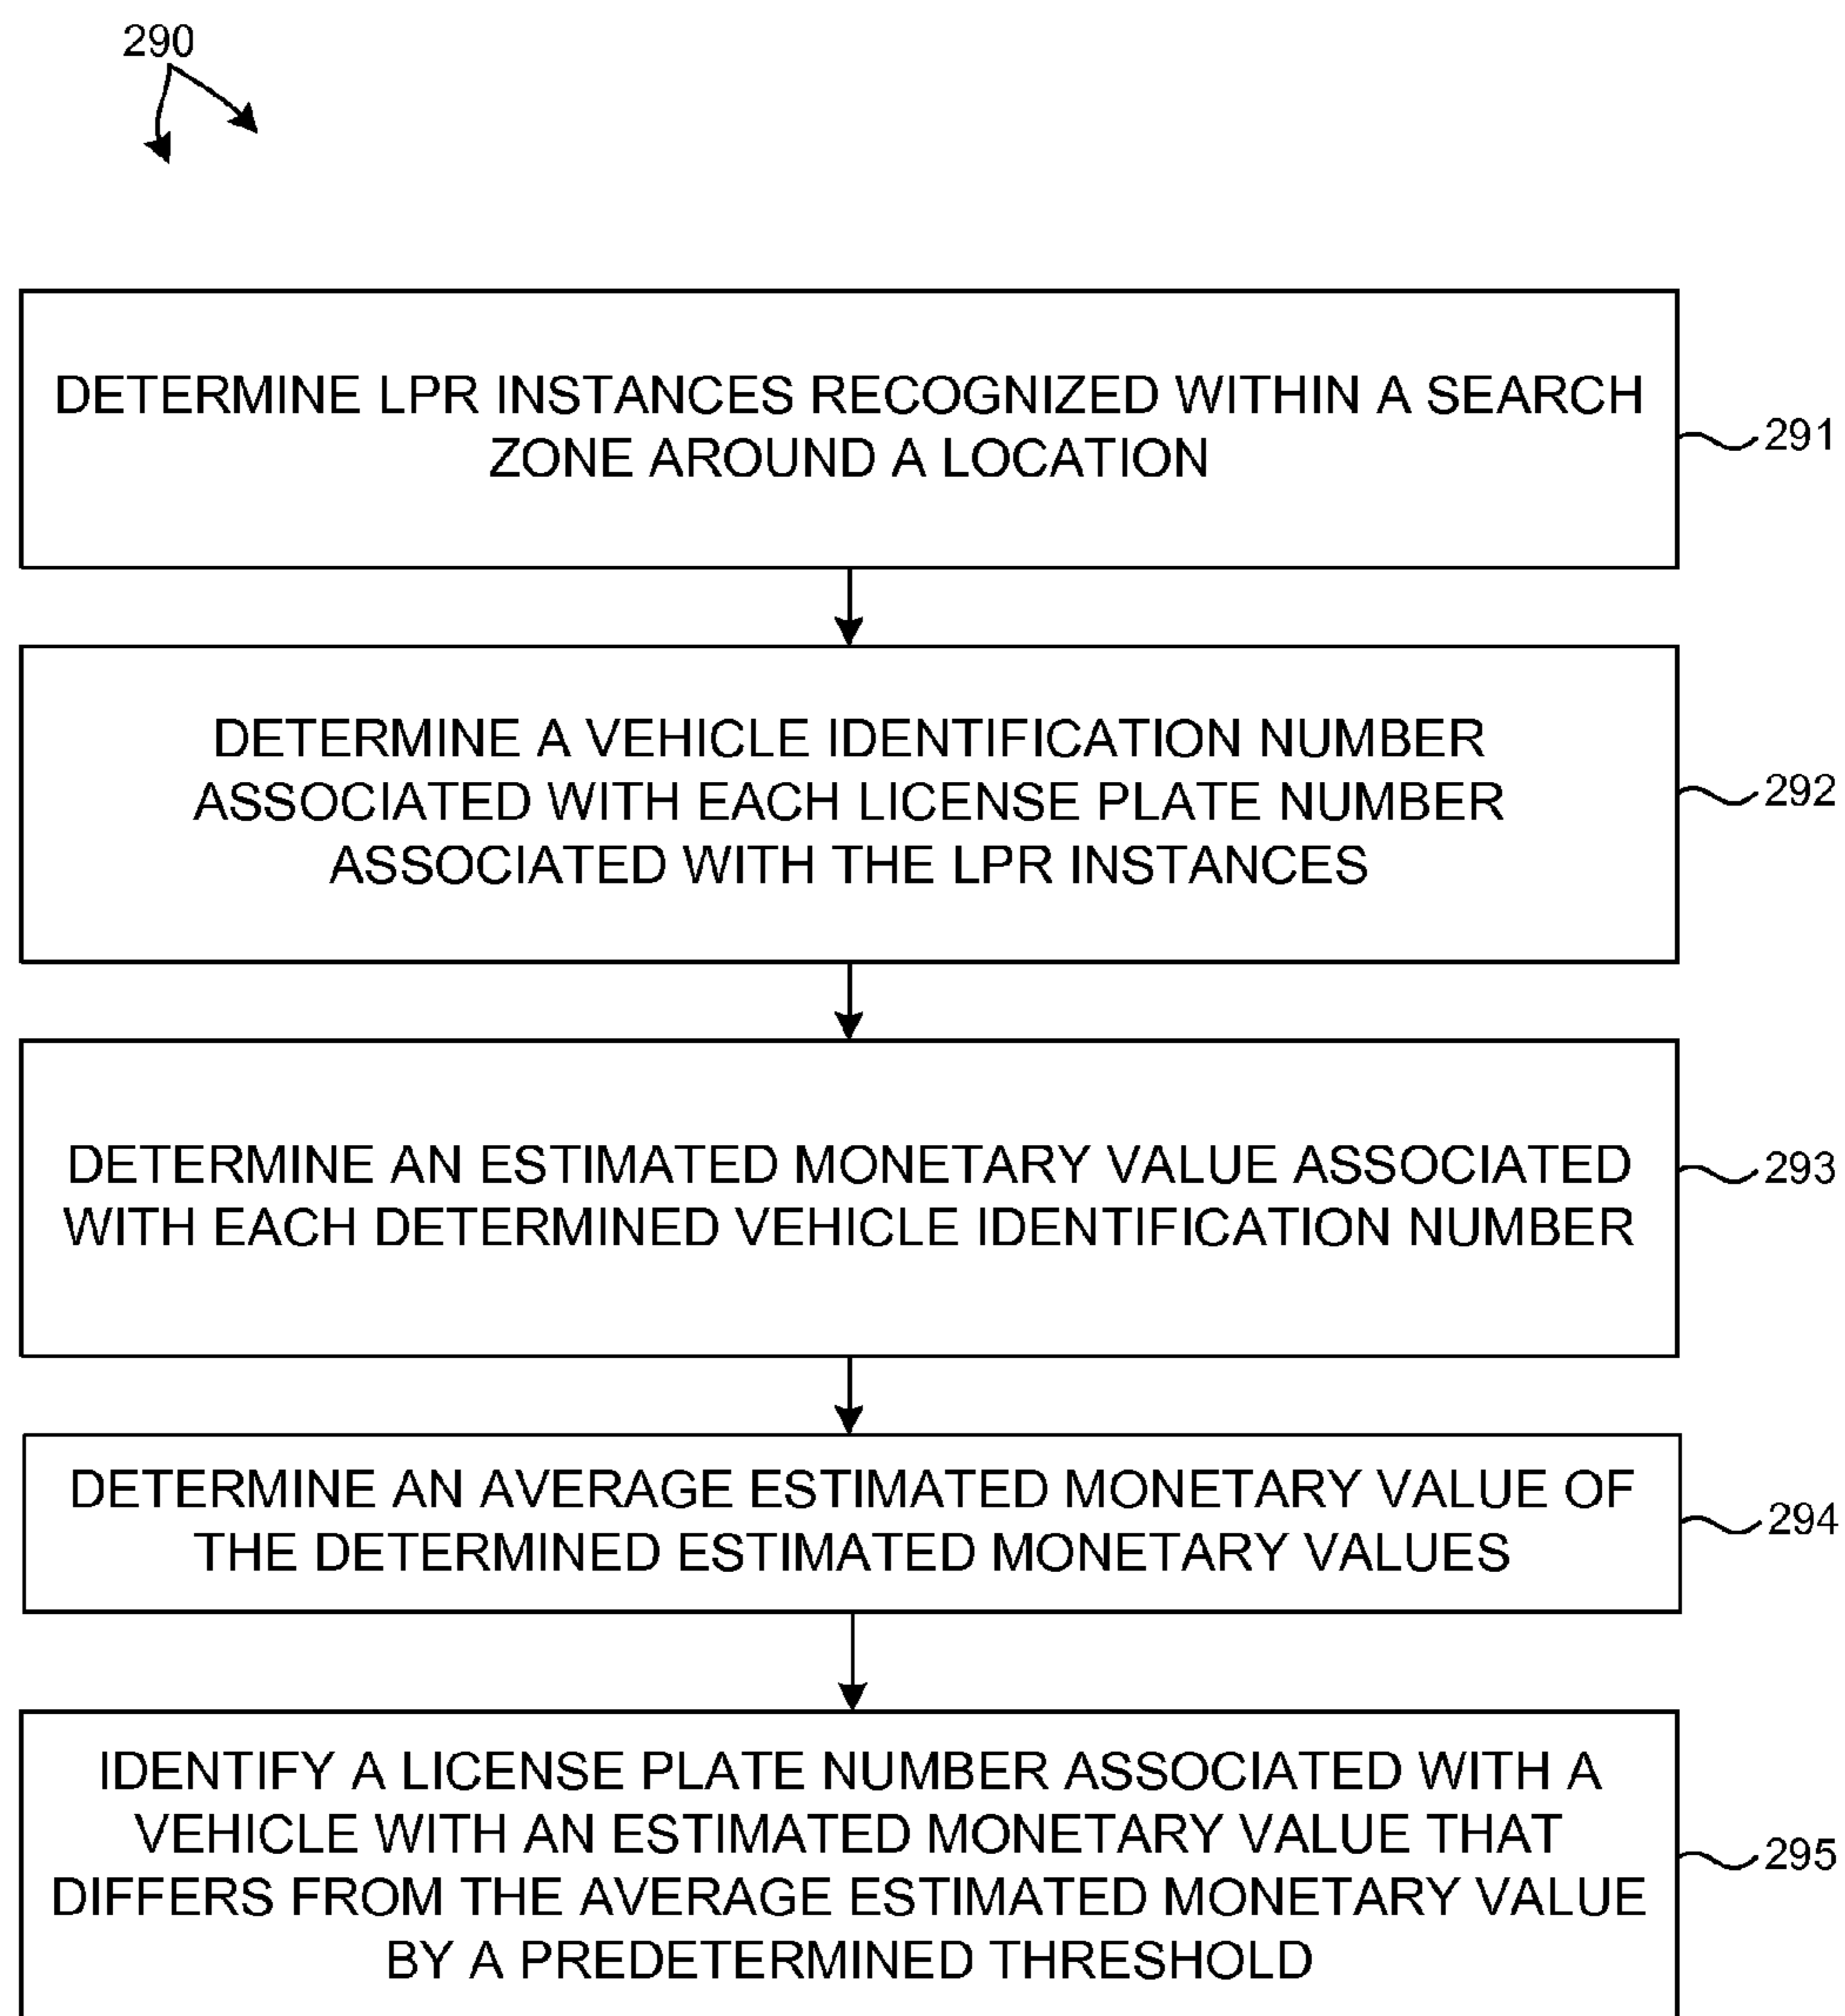 290
DETERMINE LPR INSTANCES RECOGNIZED WITHIN A SEARCH
ZONE AROUND A LOCATION
291
DETERMINE A VEHICLE IDENTIFICATION NUMBER
ASSOCIATED WITH EACH LICENSE PLATE NUMBER
ASSOCIATED WITH THE LPR INSTANCES
292
DETERMINE AN ESTIMATED MONETARY VALUE ASSOCIATED
WITH EACH DETERMINED VEHICLE IDENTIFICATION NUMBER
293
DETERMINE AN AVERAGE ESTIMATED MONETARY VALUE OF
THE DETERMINED ESTIMATED MONETARY VALUES
294
IDENTIFY A LICENSE PLATE NUMBER ASSOCIATED WITH A
VEHICLE WITH AN ESTIMATED MONETARY VALUE THAT
DIFFERS FROM THE AVERAGE ESTIMATED MONETARY VALUE
BY A PREDETERMINED THRESHOLD
295